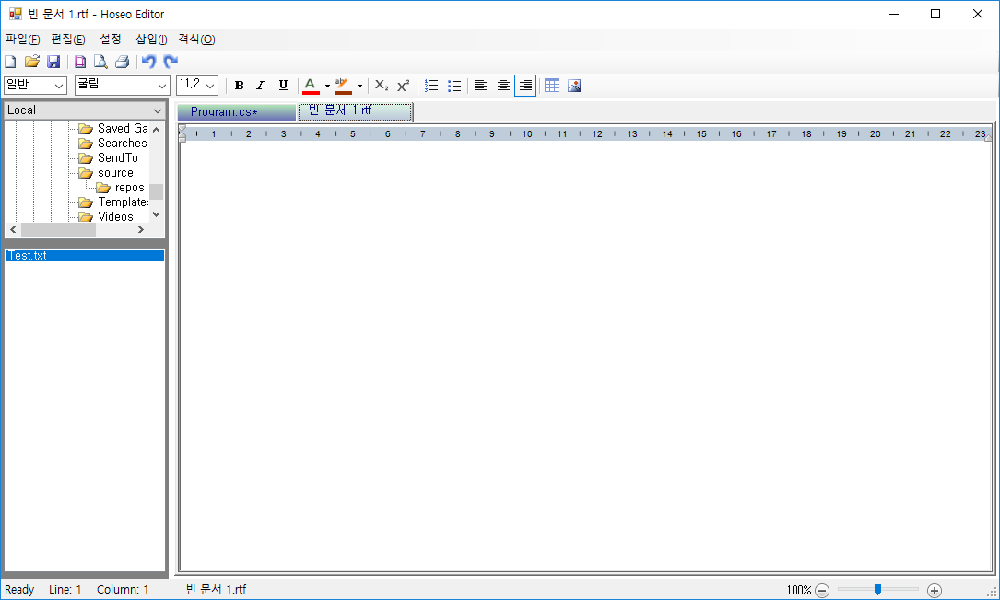 빈 문서 1.rtf - Hoseo Editor
파일(F) 편집(E) 설정 삽입(I) 격식(O)
일반 굴림 11.2 B I U A X₂ X²
Local
Program.cs*
빈 문서 1.rtf
1 2 3 4 5 6 7 8 9 10 11 12 13 14 15 16 17 18 19 20 21 22 23
Saved Ga
Searches
SendTo
source
repos
Templates
Videos
Test.txt
Ready Line: 1 Column: 1 빈 문서 1.rtf 100%